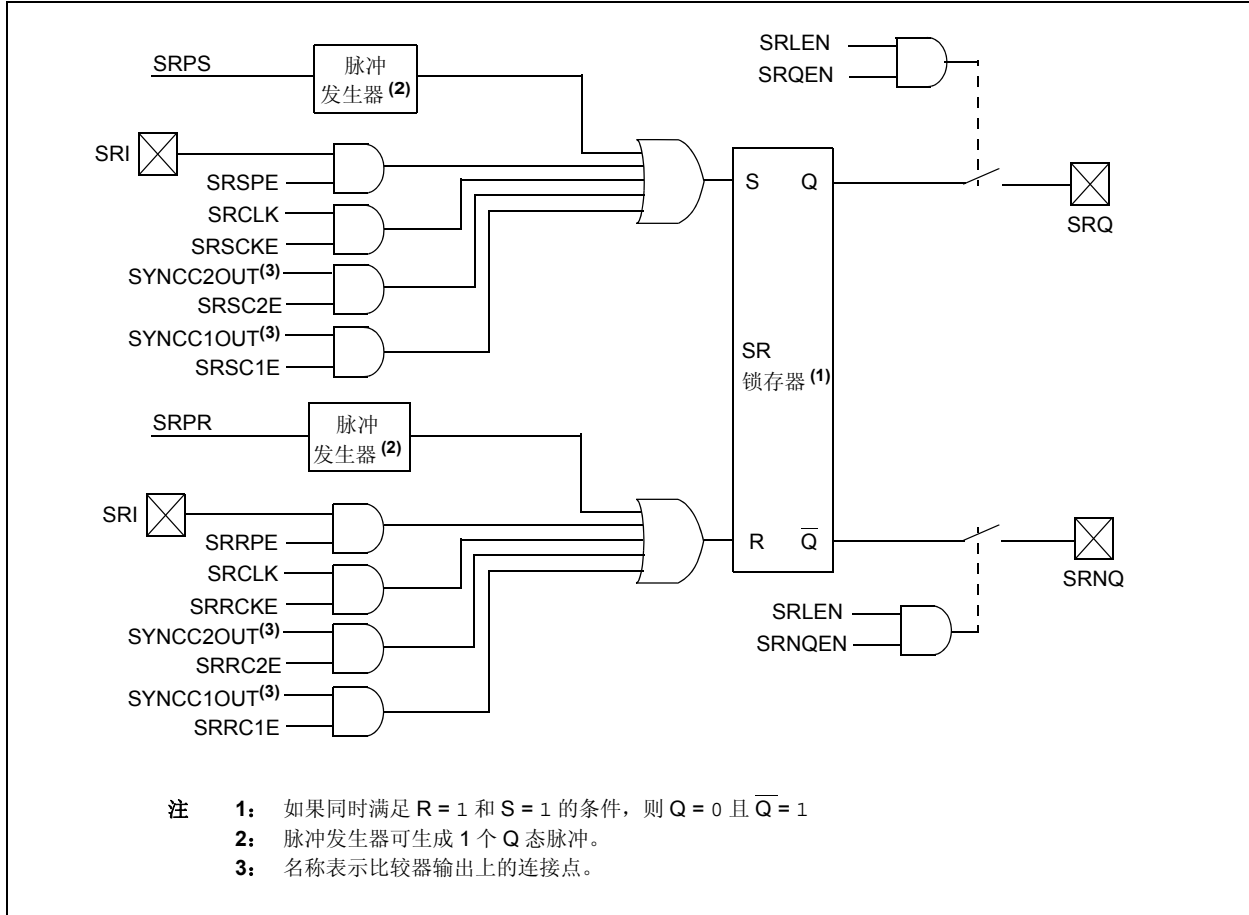 SRPS
脉冲
发生器 (2)
SRLEN
SRQEN
SRI
SRSPE
SRCLK
SRSCKE
SYNCC2OUT(3)
SRSC2E
SYNCC1OUT(3)
SRSC1E
S Q
SRQ
SR
锁存器 (1)
SRPR
脉冲
发生器 (2)
SRI
SRRPE
SRCLK
SRRCKE
SYNCC2OUT(3)
SRRC2E
SYNCC1OUT(3)
SRRC1E
R Q̅
SRNQ
SRLEN
SRNQEN
注 1: 如果同时满足 R = 1 和 S = 1 的条件，则 Q = 0 且 Q̅ = 1
2: 脉冲发生器可生成 1 个 Q 态脉冲。
3: 名称表示比较器输出上的连接点。